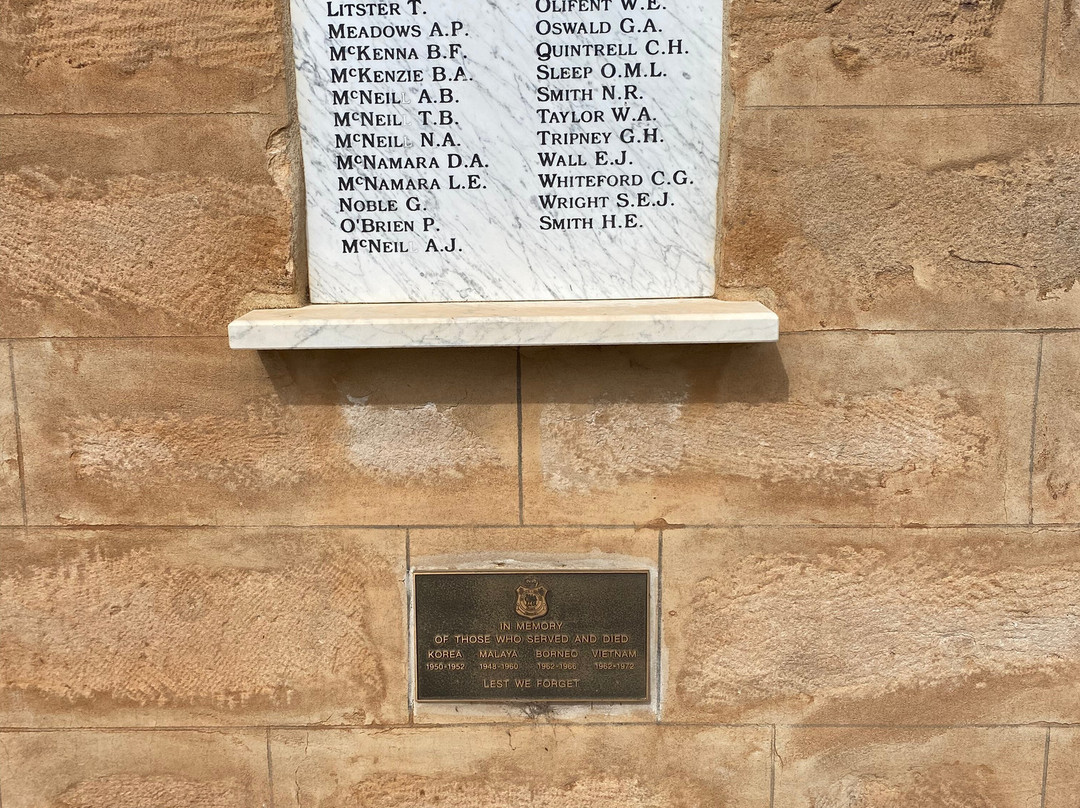 LITSTER T.
MEADOWS A.P.
McKENNA B.F.
McKENZIE B.A.
McNEIL A.B.
McNEIL T.B.
McNEIL N.A.
McNAMARA D.A.
McNAMARA L.E.
NOBLE G.
O'BRIEN P.
McNEIL A.J.
OLIFENT W.E.
OSWALD G.A.
QUINTRELL C.H.
SLEEP O.M.L.
SMITH N.R.
TAYLOR W.A.
TRIPNEY G.H.
WALL E.J.
WHITEFORD C.G.
WRIGHT S.E.J.
SMITH H.E.
IN MEMORY
OF THOSE WHO SERVED AND DIED
KOREA MALAYA BORNEO VIETNAM
1950-1952 1948-1960 1962-1966 1962-1972
LEST WE FORGET